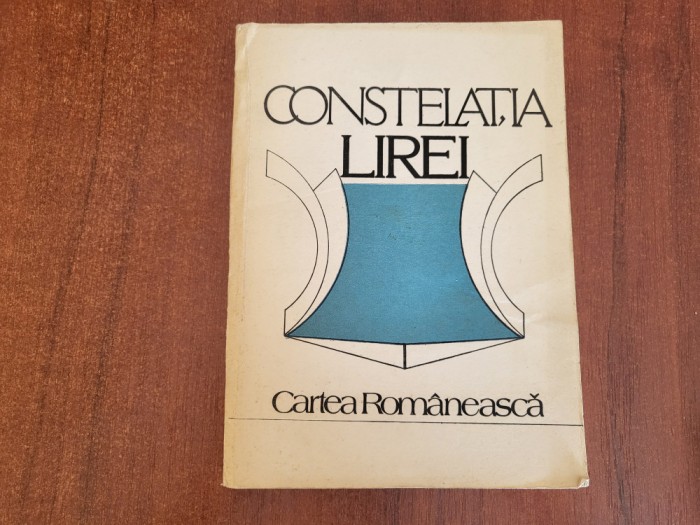 CONSTELAȚIA
LIREI
Cartea Românească